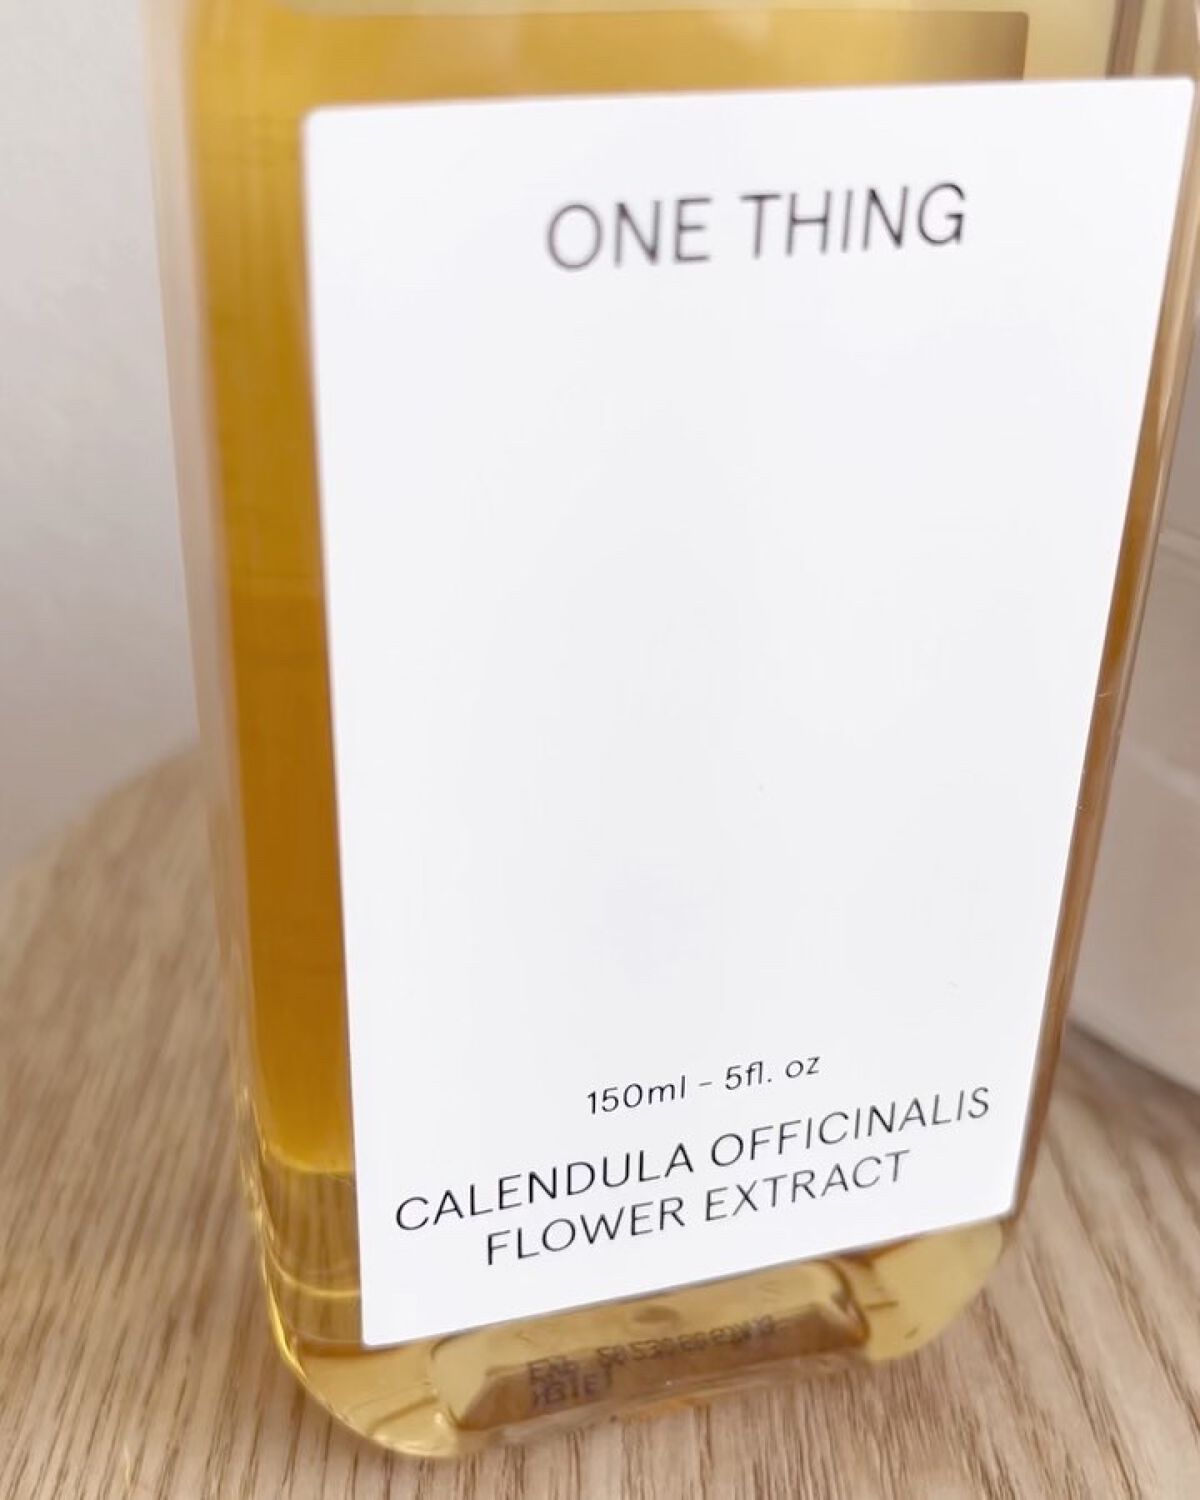 ONE THING
150ml - 5fl. oz
CALENDULA OFFICINALIS
FLOWER EXTRACT